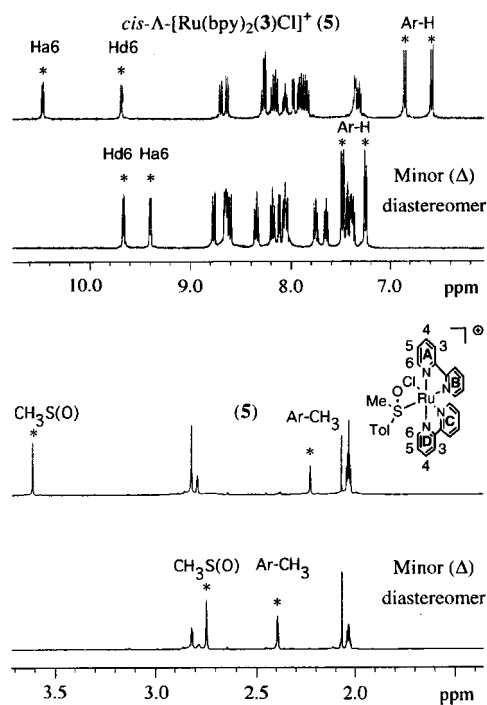 cis-Λ-[Ru(bpy)₂(3)Cl]⁺ (5)
Ha6 Hd6 Ar-H
* * * *
Ar-H
Hd6 Ha6 * *
* *
Minor (Δ)
diastereomer
10.0 9.0 8.0 7.0 ppm
4
5 3
6 A
N
Cl
O N B
Me S Ru
N C
Tol
6 D N
5 3
4
⊕
CH₃S(O) (5) Ar-CH₃
* *
CH₃S(O) Ar-CH₃
* *
Minor (Δ)
diastereomer
3.5 3.0 2.5 2.0 ppm